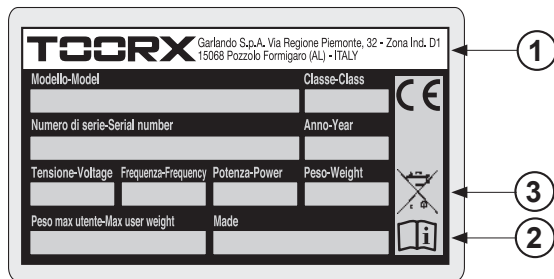 TOORX Garlando S.p.A. Via Regione Piemonte, 32 - Zona Ind. D1
15068 Pozzolo Formigaro (AL) - ITALY
1
Modello-Model Classe-Class
CE
Numero di serie-Serial number Anno-Year
Tensione-Voltage Frequenza-Frequency Potenza-Power Peso-Weight
3
Peso max utente-Max user weight Made
i
2